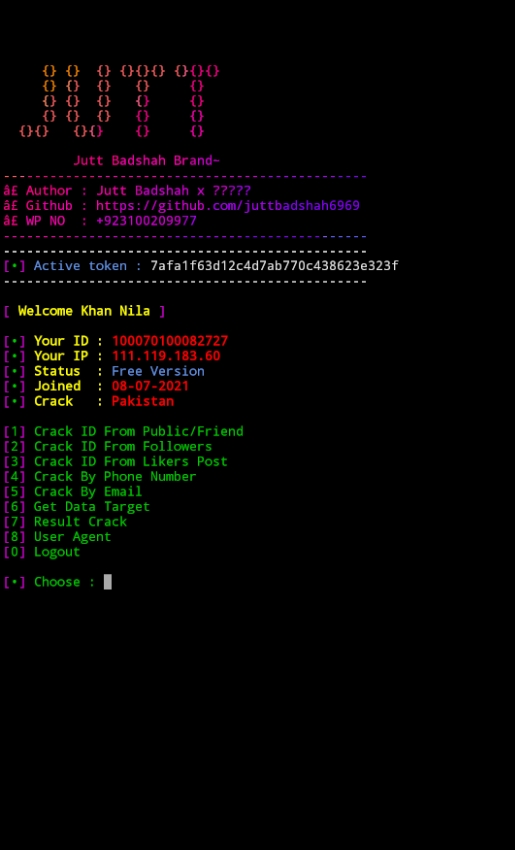 Jutt Badshah Brand~
â£ Author : Jutt Badshah x ?????
â£ Github : https://github.com/juttbadshah6969
â£ WP NO  : +923100209977
[•] Active token : 7afa1f63d12c4d7ab770c438623e323f
[ Welcome Khan Nila ]
[•] Your ID : 100070100082727
[•] Your IP : 111.119.183.60
[•] Status  : Free Version
[•] Joined  : 08-07-2021
[•] Crack   : Pakistan
[1] Crack ID From Public/Friend
[2] Crack ID From Followers
[3] Crack ID From Likers Post
[4] Crack By Phone Number
[5] Crack By Email
[6] Get Data Target
[7] Result Crack
[8] User Agent
[0] Logout
[•] Choose :